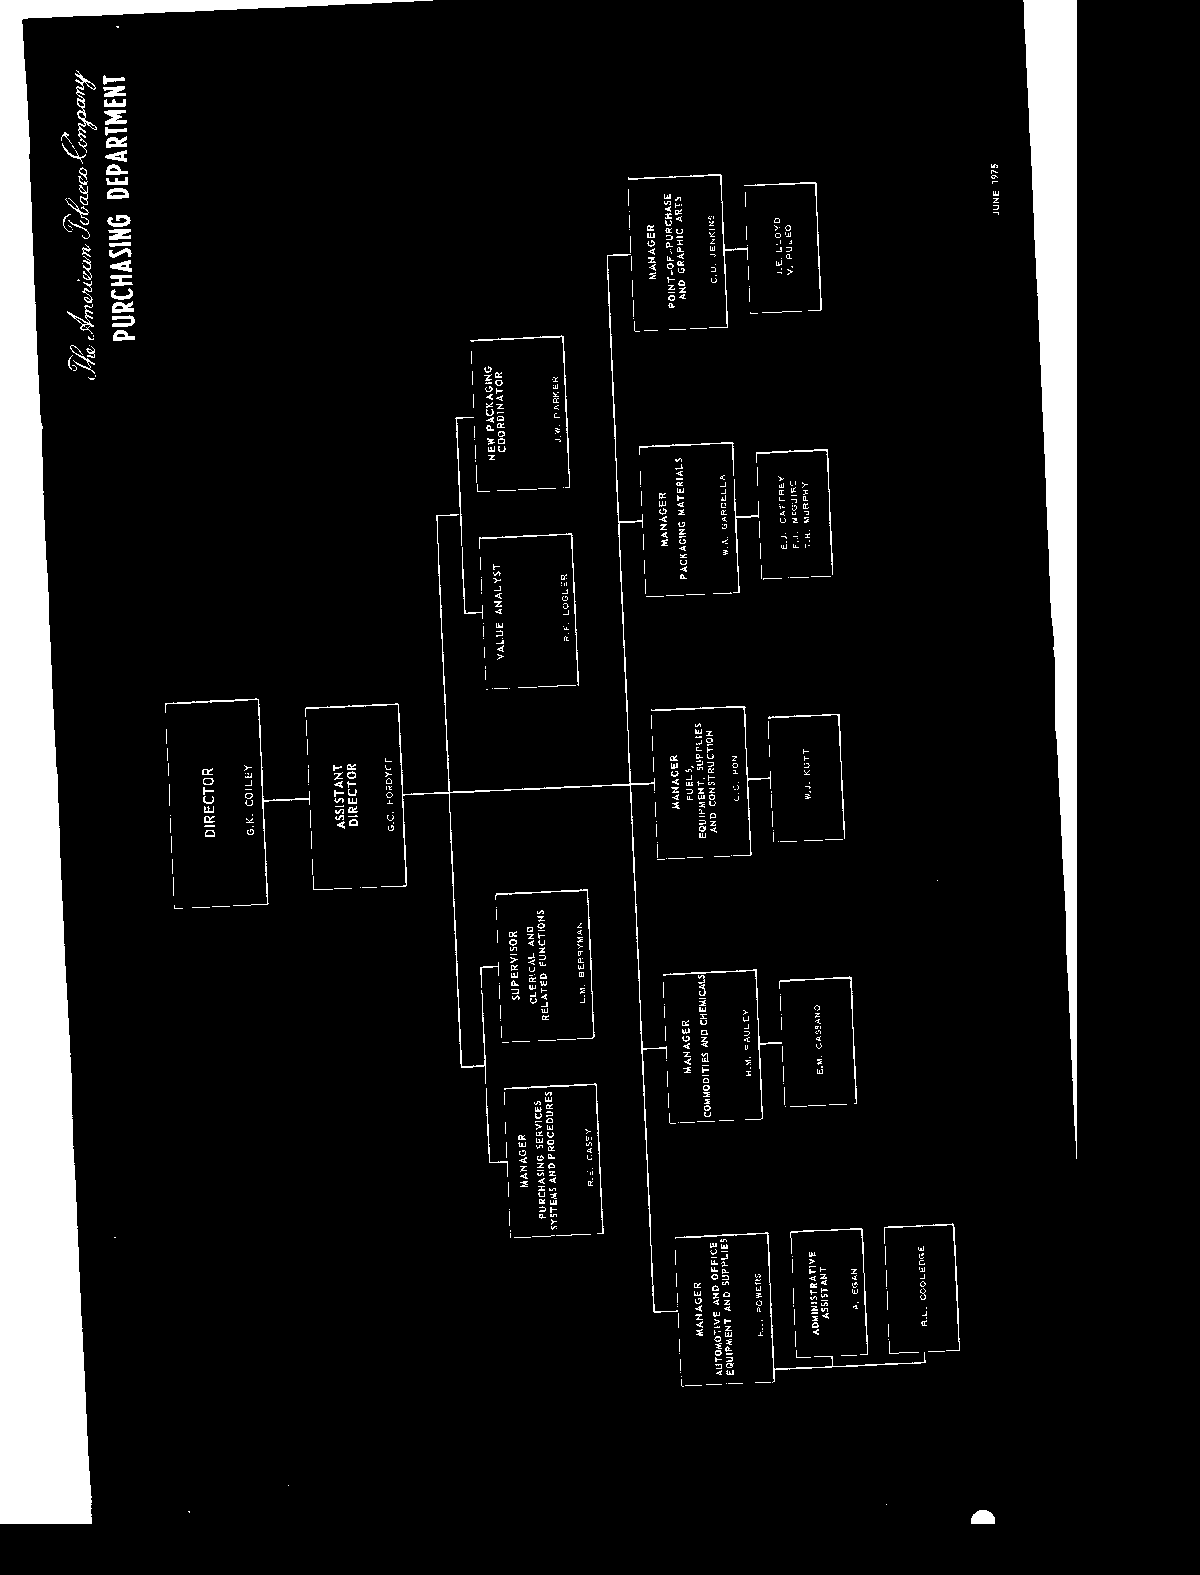 The American Tobacco Company
PURCHASING DEPARTMENT
DIRECTOR
G.K. COILEY
ASSISTANT
DIRECTOR
G.C. FORDYCE
MANAGER
PURCHASING SERVICES
SYSTEMS AND PROCEDURES
R.E. CASEY
SUPERVISOR
CLERICAL AND
RELATED FUNCTIONS
L.M. BERRYMAN
VALUE ANALYST
R.F. LOGLER
NEW PACKAGING
COORDINATOR
J.W. PARKER
MANAGER
AUTOMOTIVE AND OFFICE
EQUIPMENT AND SUPPLIES
POWERS
ADMINISTRATIVE
ASSISTANT
A. EGAN
COOLEDGE
MANAGER
COMMODITIES AND CHEMICALS
H.M. HAULEY
E.M. CASSANO
MANAGER
FUELS,
EQUIPMENT, SUPPLIES
AND CONSTRUCTION
C.C. PON
W.J. KUTT
MANAGER
PACKAGING MATERIALS
W.A. GARDELLA
E.J. CAFFREY
F.J. McGUIRE
T.H. MURPHY
MANAGER
POINT-OF-PURCHASE
AND GRAPHIC ARTS
C.D. JENKINS
J.E. LLOYD
V. PULEO
JUNE 1975